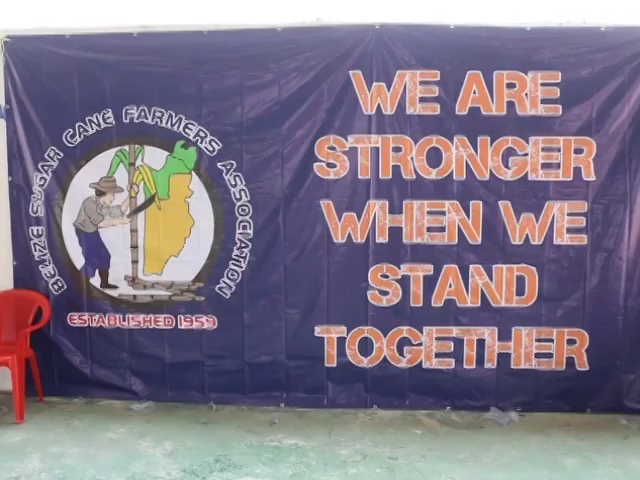 BELIZE SUGAR CANE FARMERS ASSOCIATION
ESTABLISHED 1959
WE ARE
STRONGER
WHEN WE
STAND
TOGETHER